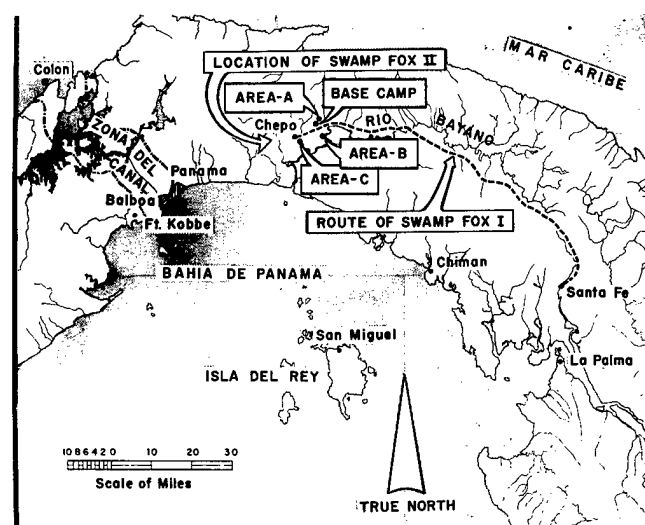 MAR CARIBE
LOCATION OF SWAMP FOX II
Colon
AREA-A
BASE CAMP
Chepo
RIO
BAYANO
ZONA DEL
CANAL
AREA-B
Panama
AREA-C
Balboa
ROUTE OF SWAMP FOX I
Ft. Kobbe
Chiman
BAHIA DE PANAMA
Santa Fe
San Miguel
La Palma
ISLA DEL REY
10 8 6 4 2 0 10 20 30
Scale of Miles
TRUE NORTH